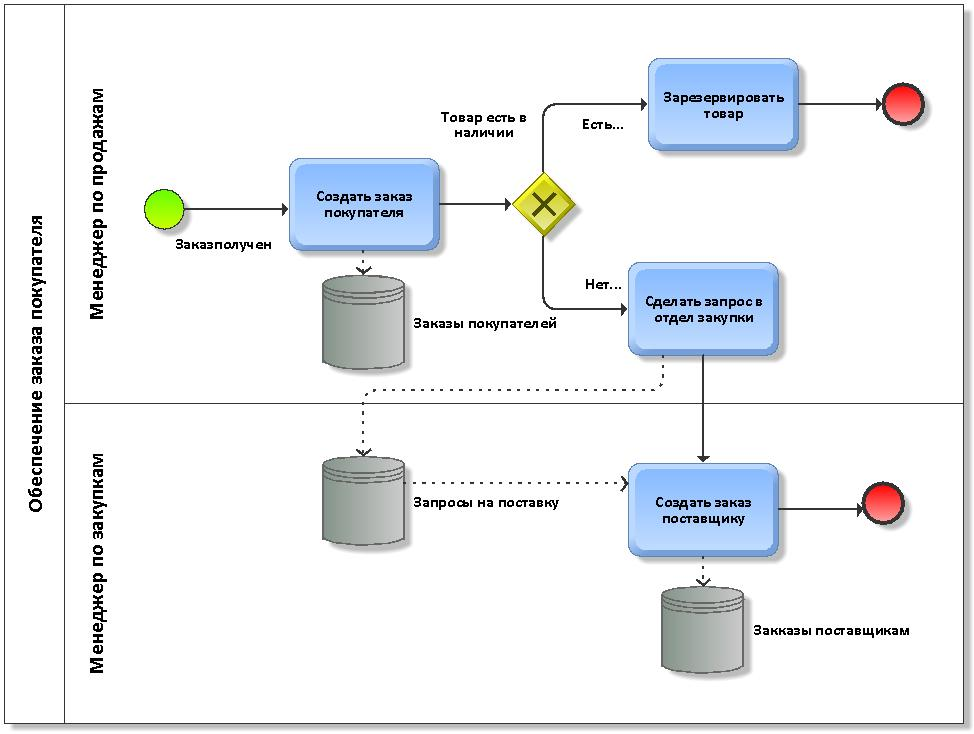 Обеспечение заказа покупателя
Менеджер по продажам
Заказполучен
Создать заказ
покупателя
Заказы покупателей
Товар есть в
наличии
Есть...
Зарезервировать
товар
Нет...
Сделать запрос в
отдел закупки
Менеджер по закупкам
Запросы на поставку
Создать заказ
поставщику
Закказы поставщикам